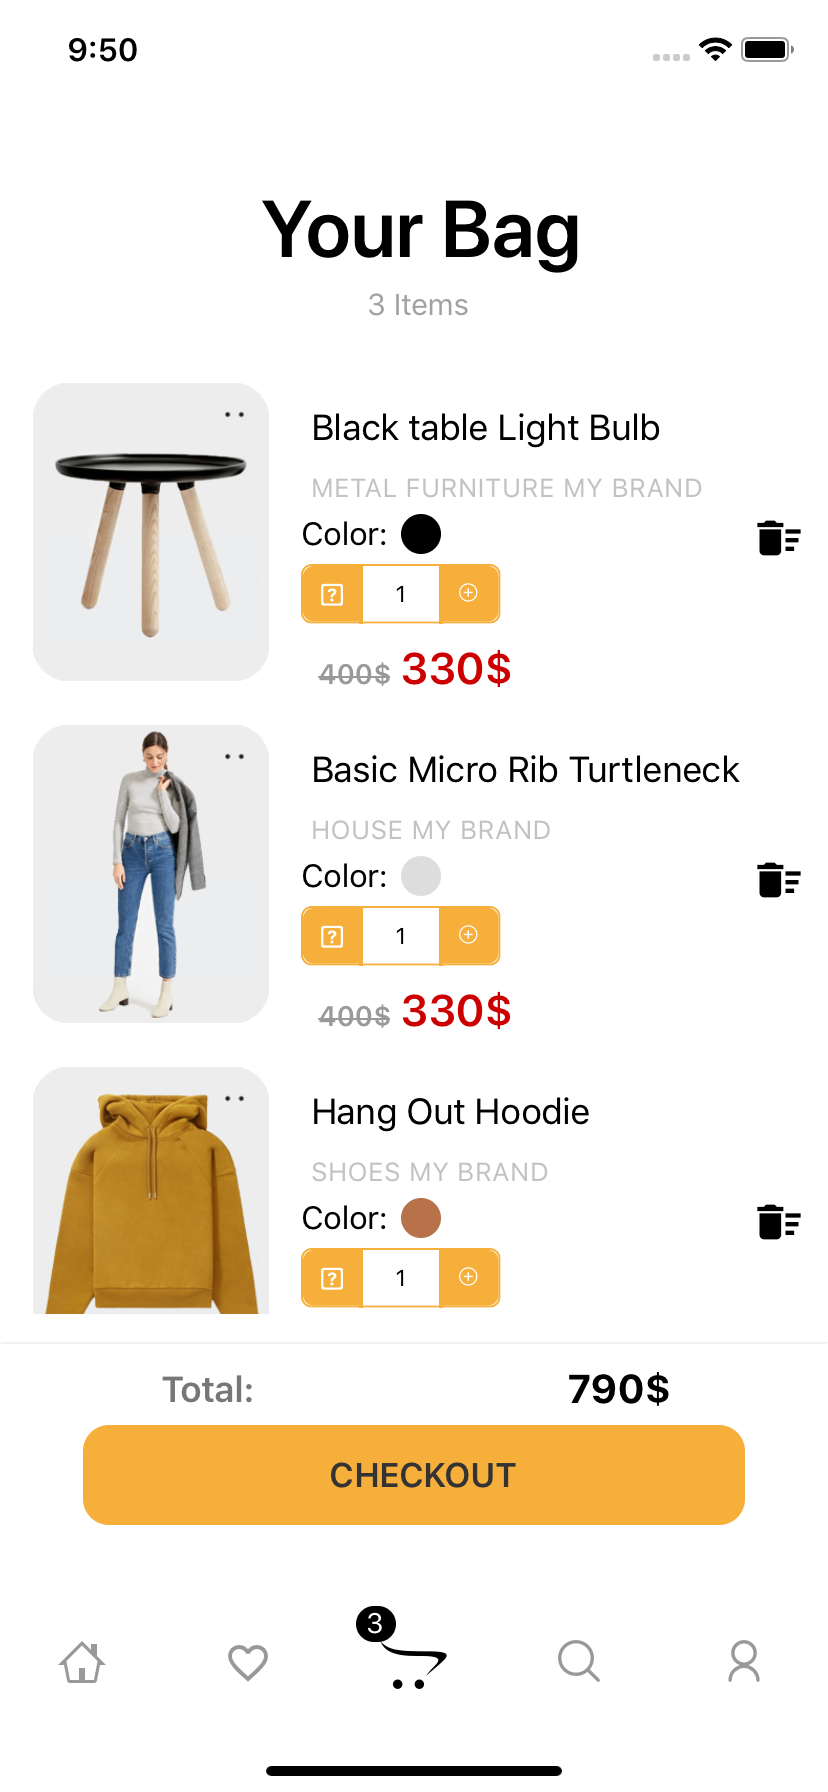 9:50
Your Bag
3 Items
Black table Light Bulb
METAL FURNITURE MY BRAND
Color:
? 1
400$ 330$
Basic Micro Rib Turtleneck
HOUSE MY BRAND
Color:
? 1
400$ 330$
Hang Out Hoodie
SHOES MY BRAND
Color:
? 1
Total: 790$
CHECKOUT
3